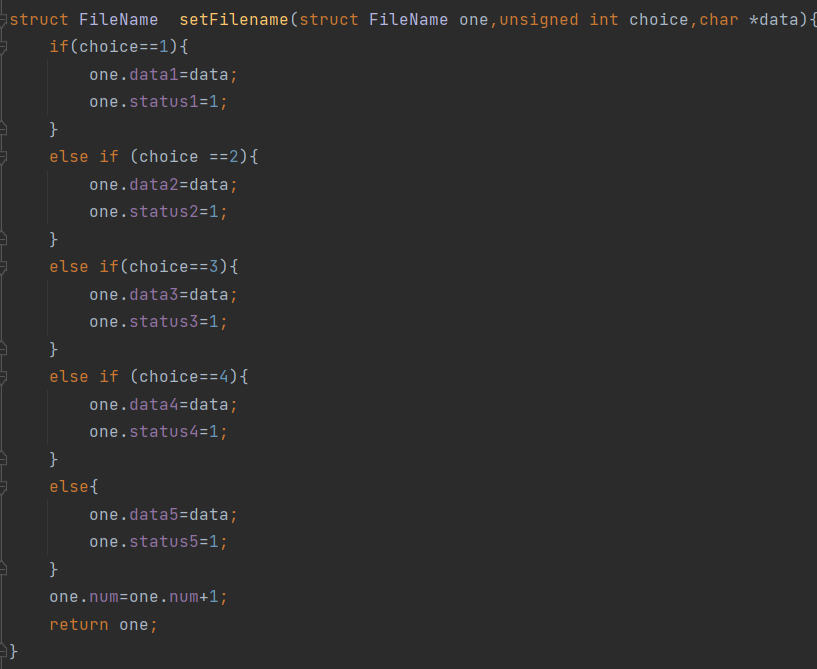 struct FileName  setFilename(struct FileName one,unsigned int choice,char *data){
    if(choice==1){
        one.data1=data;
        one.status1=1;
    }
    else if (choice ==2){
        one.data2=data;
        one.status2=1;
    }
    else if(choice==3){
        one.data3=data;
        one.status3=1;
    }
    else if (choice==4){
        one.data4=data;
        one.status4=1;
    }
    else{
        one.data5=data;
        one.status5=1;
    }
    one.num=one.num+1;
    return one;
}